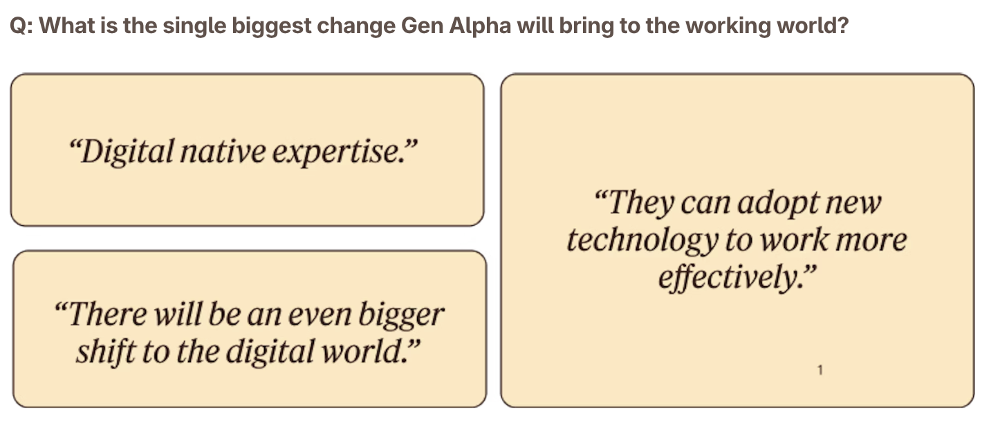 Q: What is the single biggest change Gen Alpha will bring to the working world?
“Digital native expertise.”
“There will be an even bigger
shift to the digital world.”
“They can adopt new
technology to work more
effectively.”
1